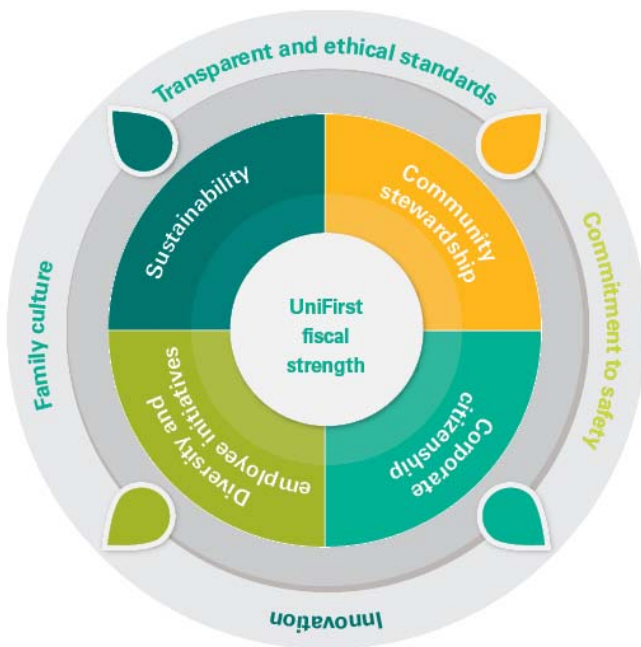 Transparent and ethical standards
Sustainability
Community
stewardship
Family culture
UniFirst
fiscal
strength
Commitment to safety
Diversity and
employee initiatives
Corporate
citizenship
Innovation